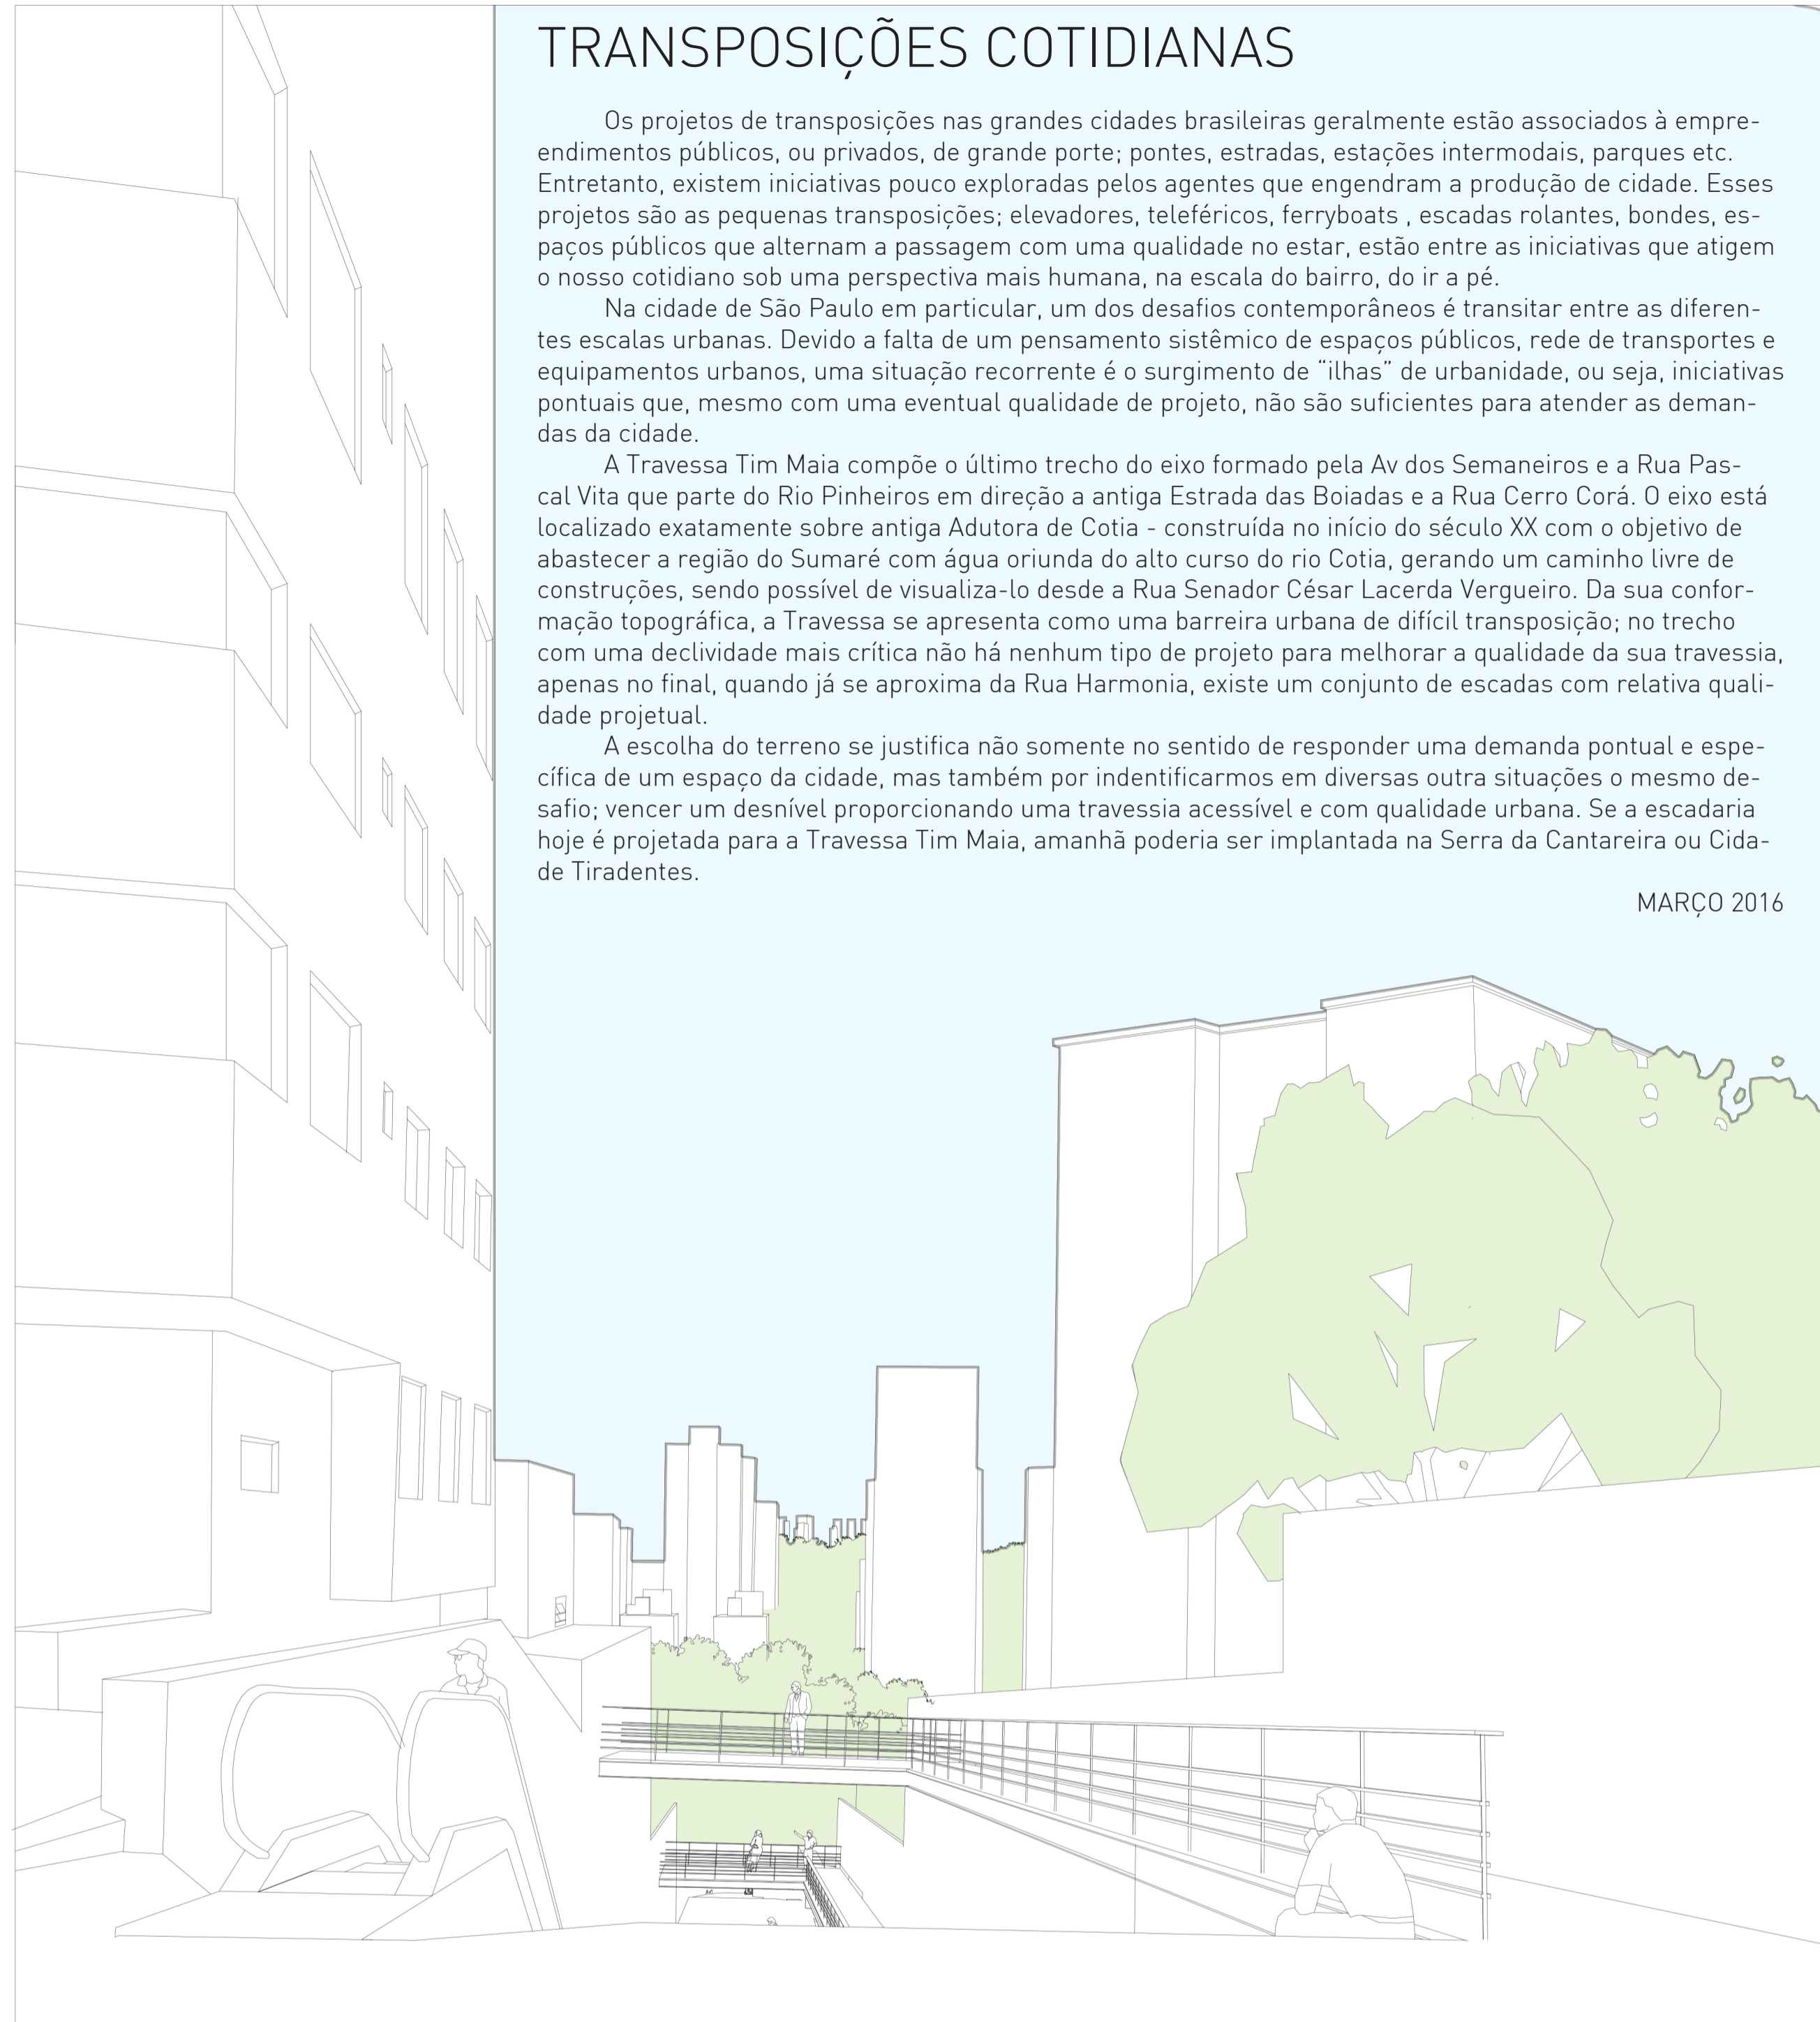 TRANSPOSIÇÕES COTIDIANAS
Os projetos de transposições nas grandes cidades brasileiras geralmente estão associados à empre-
endimentos públicos, ou privados, de grande porte; pontes, estradas, estações intermodais, parques etc.
Entretanto, existem iniciativas pouco exploradas pelos agentes que engendram a produção de cidade. Esses
projetos são as pequenas transposições; elevadores, teleféricos, ferryboats , escadas rolantes, bondes, es-
paços públicos que alternam a passagem com uma qualidade no estar, estão entre as iniciativas que atigem
o nosso cotidiano sob uma perspectiva mais humana, na escala do bairro, do ir a pé.
Na cidade de São Paulo em particular, um dos desafios contemporâneos é transitar entre as diferen-
tes escalas urbanas. Devido a falta de um pensamento sistêmico de espaços públicos, rede de transportes e
equipamentos urbanos, uma situação recorrente é o surgimento de “ilhas” de urbanidade, ou seja, iniciativas
pontuais que, mesmo com uma eventual qualidade de projeto, não são suficientes para atender as deman-
das da cidade.
A Travessa Tim Maia compõe o último trecho do eixo formado pela Av dos Semaneiros e a Rua Pas-
cal Vita que parte do Rio Pinheiros em direção a antiga Estrada das Boiadas e a Rua Cerro Corá. O eixo está
localizado exatamente sobre antiga Adutora de Cotia - construída no início do século XX com o objetivo de
abastecer a região do Sumaré com água oriunda do alto curso do rio Cotia, gerando um caminho livre de
construções, sendo possível de visualiza-lo desde a Rua Senador César Lacerda Vergueiro. Da sua confor-
mação topográfica, a Travessa se apresenta como uma barreira urbana de difícil transposição; no trecho
com uma declividade mais crítica não há nenhum tipo de projeto para melhorar a qualidade da sua travessia,
apenas no final, quando já se aproxima da Rua Harmonia, existe um conjunto de escadas com relativa quali-
dade projetual.
A escolha do terreno se justifica não somente no sentido de responder uma demanda pontual e espe-
cífica de um espaço da cidade, mas também por indentificarmos em diversas outra situações o mesmo de-
safio; vencer um desnível proporcionando uma travessia acessível e com qualidade urbana. Se a escadaria
hoje é projetada para a Travessa Tim Maia, amanhã poderia ser implantada na Serra da Cantareira ou Cida-
de Tiradentes.
MARÇO 2016